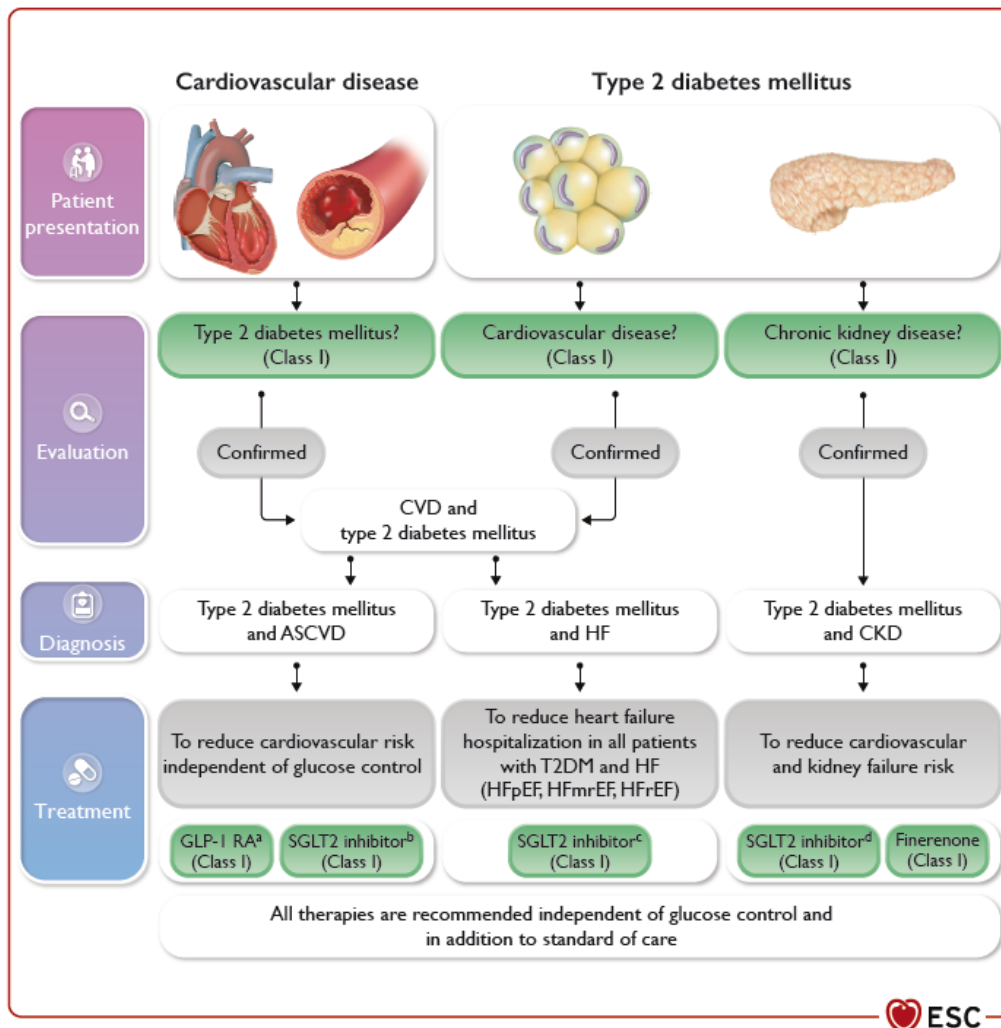 Cardiovascular disease
Type 2 diabetes mellitus
Patient
presentation
Type 2 diabetes mellitus?
(Class I)
Cardiovascular disease?
(Class I)
Chronic kidney disease?
(Class I)
Evaluation
Confirmed
Confirmed
Confirmed
CVD and
type 2 diabetes mellitus
Diagnosis
Type 2 diabetes mellitus
and ASCVD
Type 2 diabetes mellitus
and HF
Type 2 diabetes mellitus
and CKD
Treatment
To reduce cardiovascular risk
independent of glucose control
To reduce heart failure
hospitalization in all patients
with T2DM and HF
(HFpEF, HFmrEF, HFrEF)
To reduce cardiovascular
and kidney failure risk
GLP-1 RAᵃ
(Class I)
SGLT2 inhibitorᵇ
(Class I)
SGLT2 inhibitorᶜ
(Class I)
SGLT2 inhibitorᵈ
(Class I)
Finerenone
(Class I)
All therapies are recommended independent of glucose control and
in addition to standard of care
ESC